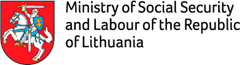 Ministry of Social Security
and Labour of the Republic
of Lithuania